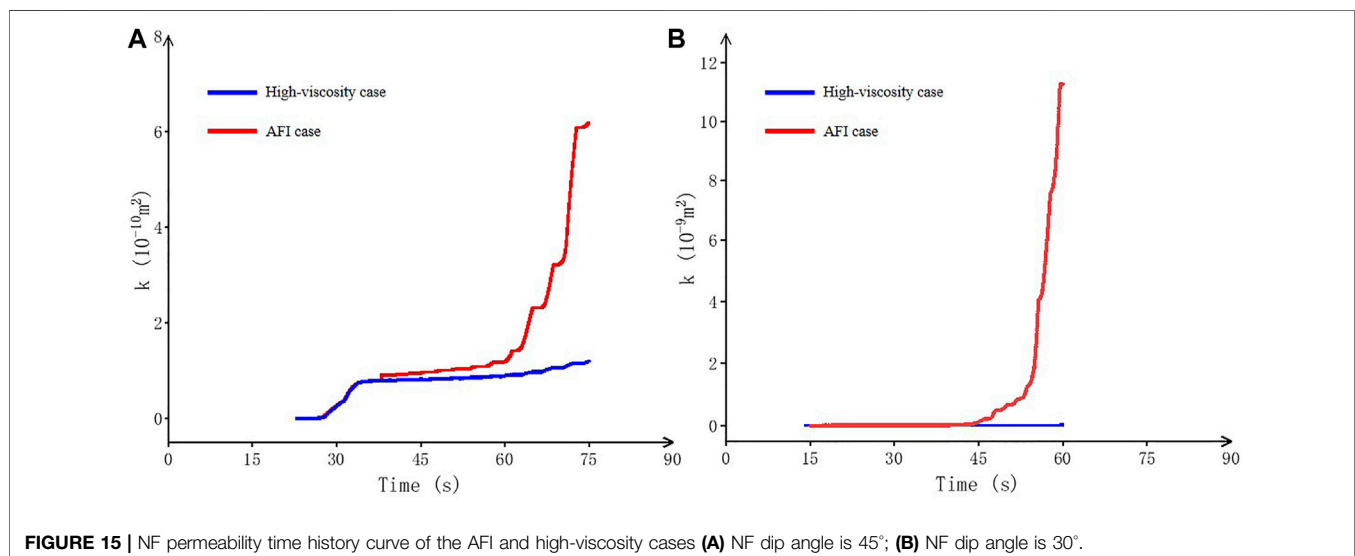 A
8
6
4
2
0
k (10⁻¹⁰m²)
High-viscosity case
AFI case
0 15 30 45 60 75 90
Time (s)
B
12
10
8
6
4
2
0
k (10⁻⁹m²)
High-viscosity case
AFI case
0 15 30 45 60 75 90
Time (s)
FIGURE 15 | NF permeability time history curve of the AFI and high-viscosity cases (A) NF dip angle is 45°; (B) NF dip angle is 30°.